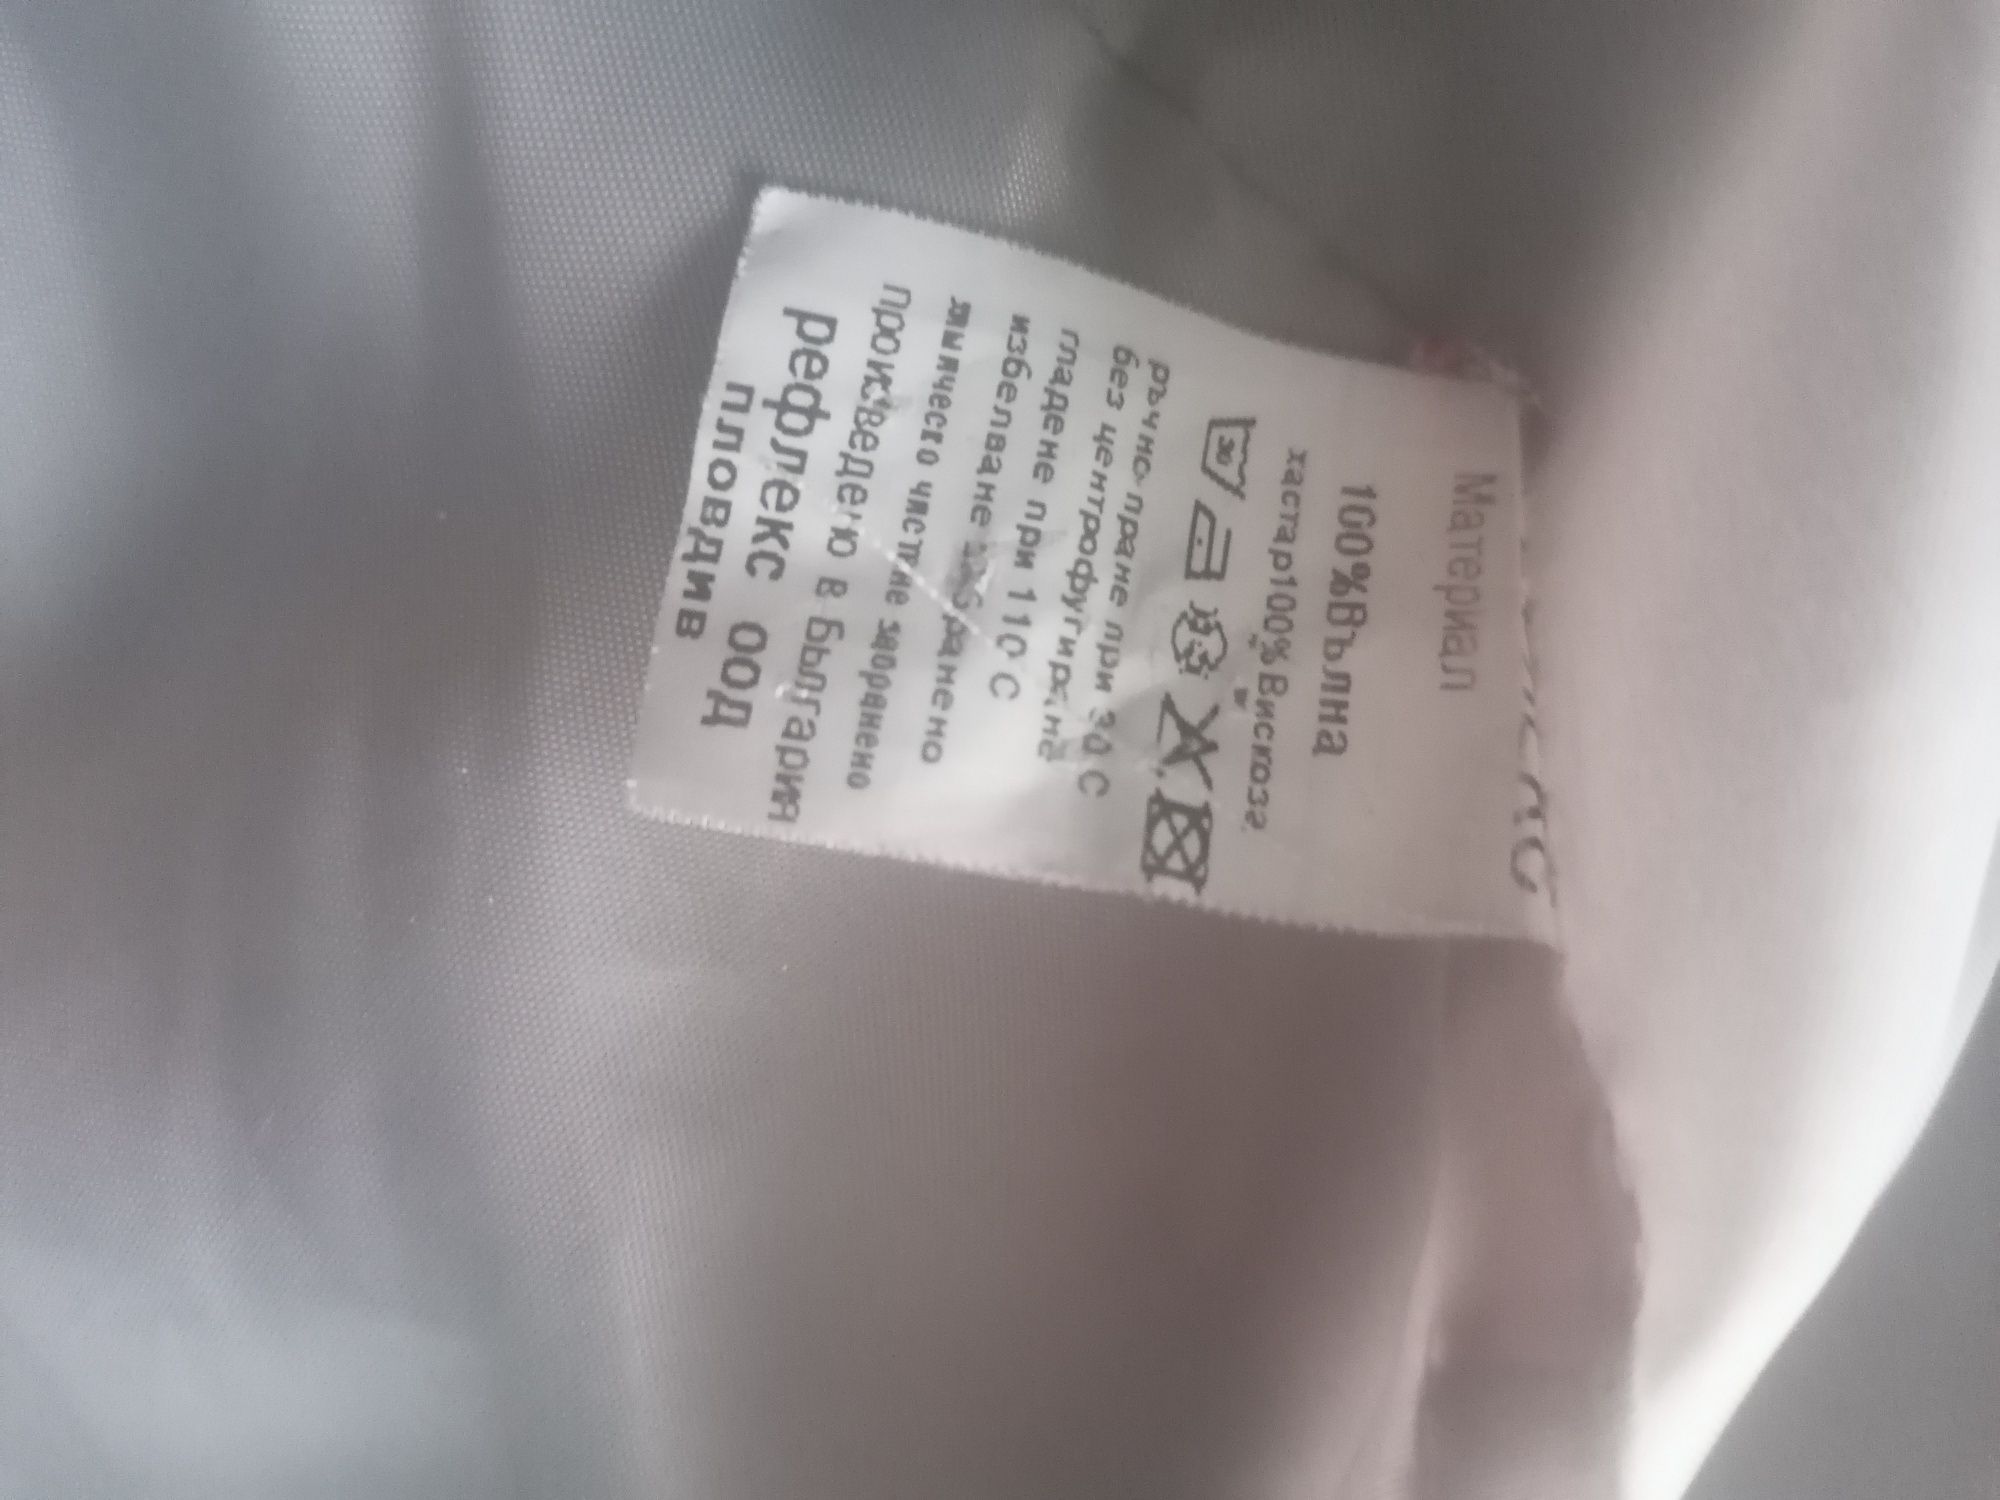 Материал
100%Вълна
хастар100%Вискоза
30
ръчно пране при 30 С
без центрофугиране
гладене при 110 С
избелване забранено
химическо чистене забранено
Произведено в България
рефлекс оод
пловдив